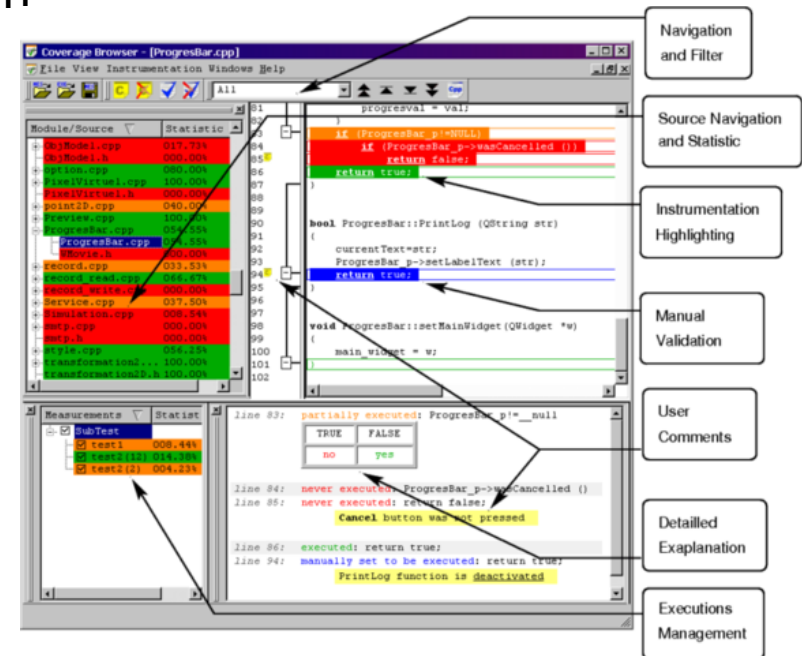 Navigation
and Filter
Coverage Browser - [ProgresBar.cpp]
File View Instrumentation Windows Help
All
Source Navigation
and Statistic
Module/Source Statistic
ObjModel.cpp 017.73%
ObjModel.h 000.00%
option.cpp 080.00%
PixelVirtuel.cpp 100.00%
PixelVirtuel.h 000.00%
point2D.cpp 040.00%
Preview.cpp 100.00%
ProgresBar.cpp 054.55%
ProgresBar.cpp 054.55%
WMovie.h 000.00%
record.cpp 033.53%
record_read.cpp 066.67%
record_write.cpp 000.00%
Service.cpp 037.50%
Simulation.cpp 008.54%
smtp.cpp 000.00%
smtp.h 000.00%
style.cpp 056.25%
transformation2... 100.00%
transformation2D.h 100.00%
81 progresval = val;
82 }
83 if (ProgresBar_p!=NULL)
84 if (ProgresBar_p->wasCancelled ())
85 return false;
86 return true;
87 }
88
89
90 bool ProgresBar::PrintLog (QString str)
91 {
92 currentText=str;
93 ProgresBar_p->setLabelText (str);
94 return true;
95 }
96
97
98 void ProgresBar::setMainWidget(QWidget *w)
99 {
100 main_widget = w;
101 }
102
Instrumentation
Highlighting
Manual
Validation
User
Comments
Measurements Statist
SubTest
test1 008.44%
test2(12) 014.38%
test2(2) 004.23%
line 83: partially executed: ProgresBar_p!=__null
TRUE FALSE
no yes
line 84: never executed: ProgresBar_p->wasCancelled ()
line 85: never executed: return false;
Cancel button was not pressed
line 86: executed: return true;
line 94: manually set to be executed: return true;
PrintLog function is deactivated
Detailled
Exaplanation
Executions
Management